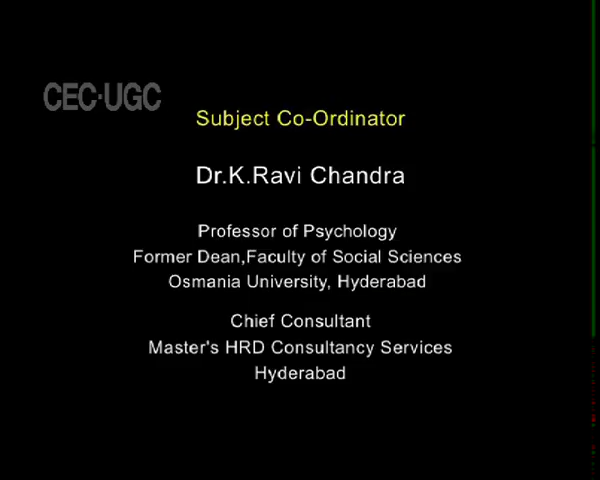 CEC-UGC
Subject Co-Ordinator
Dr.K.Ravi Chandra
Professor of Psychology
Former Dean,Faculty of Social Sciences
Osmania University, Hyderabad
Chief Consultant
Master's HRD Consultancy Services
Hyderabad